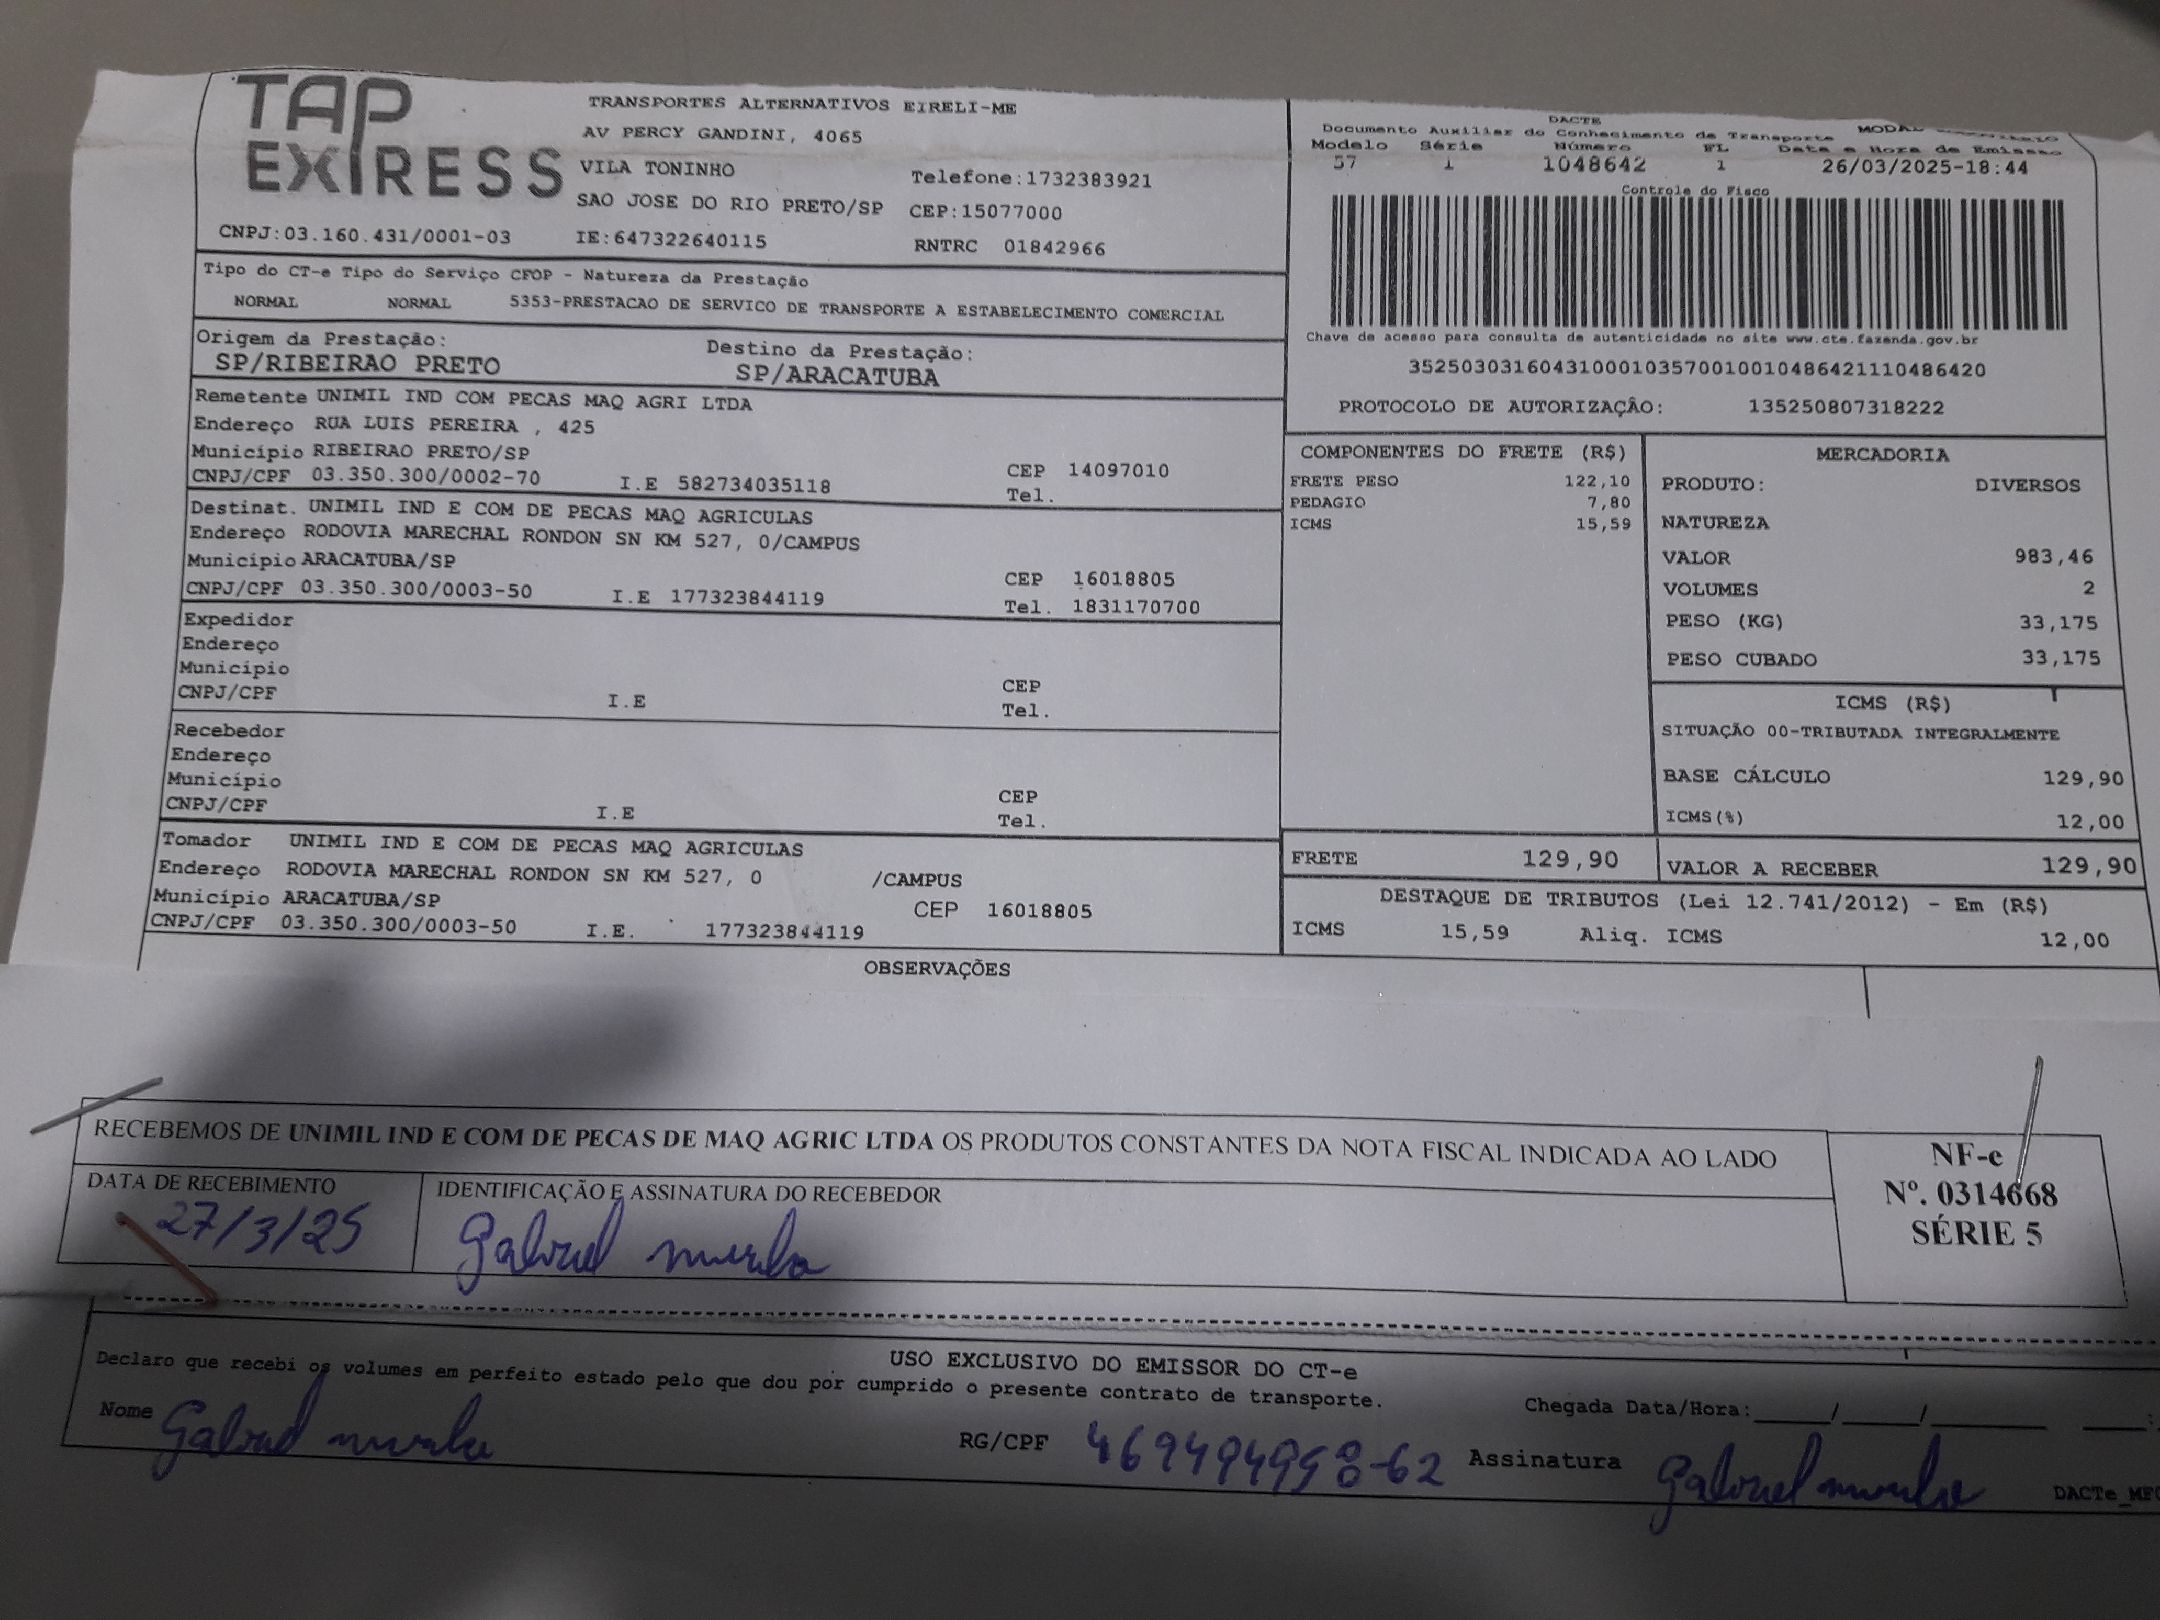 TAP EXPRESS
TRANSPORTES ALTERNATIVOS EIRELI-ME
AV PERCY GANDINI, 4065
VILA TONINHO Telefone:1732383921
SAO JOSE DO RIO PRETO/SP CEP:15077000
CNPJ:03.160.431/0001-03 IE:647322640115 RNTRC 01842966
DACTE
Documento Auxiliar do Conhecimento de Transporte
Modelo Série Número FL Data e Hora de Emissao
57 1 1048642 1 26/03/2025-18:44
Controle do Fisco
Chave de acesso para consulta de autenticidade no site www.cte.fazenda.gov.br
35250303160431000103570010010486421110486420
PROTOCOLO DE AUTORIZAÇÂO: 135250807318222
Tipo do CT-e Tipo do Serviço CFOP - Natureza da Prestação
NORMAL NORMAL 5353-PRESTACAO DE SERVICO DE TRANSPORTE A ESTABELECIMENTO COMERCIAL
Origem da Prestação: Destino da Prestação:
SP/RIBEIRAO PRETO SP/ARACATUBA
Remetente UNIMIL IND COM PECAS MAQ AGRI LTDA
Endereço RUA LUIS PEREIRA , 425
Município RIBEIRAO PRETO/SP CEP 14097010
CNPJ/CPF 03.350.300/0002-70 I.E 582734035118 Tel.
Destinat. UNIMIL IND E COM DE PECAS MAQ AGRICULAS
Endereço RODOVIA MARECHAL RONDON SN KM 527, 0/CAMPUS
Município ARACATUBA/SP CEP 16018805
CNPJ/CPF 03.350.300/0003-50 I.E 177323844119 Tel. 1831170700
Expedidor
Endereço
Município CEP
CNPJ/CPF I.E Tel.
Recebedor
Endereço
Município CEP
CNPJ/CPF I.E Tel.
Tomador UNIMIL IND E COM DE PECAS MAQ AGRICULAS
Endereço RODOVIA MARECHAL RONDON SN KM 527, 0 /CAMPUS
Município ARACATUBA/SP CEP 16018805
CNPJ/CPF 03.350.300/0003-50 I.E. 177323844119
COMPONENTES DO FRETE (R$)
FRETE PESO 122,10
PEDAGIO 7,80
ICMS 15,59
MERCADORIA
PRODUTO: DIVERSOS
NATUREZA
VALOR 983,46
VOLUMES 2
PESO (KG) 33,175
PESO CUBADO 33,175
ICMS (R$)
SITUAÇÃO 00-TRIBUTADA INTEGRALMENTE
BASE CÁLCULO 129,90
ICMS(%) 12,00
FRETE 129,90 VALOR A RECEBER 129,90
DESTAQUE DE TRIBUTOS (Lei 12.741/2012) - Em (R$)
ICMS 15,59 Aliq. ICMS 12,00
OBSERVAÇÕES
RECEBEMOS DE UNIMIL IND E COM DE PECAS DE MAQ AGRIC LTDA OS PRODUTOS CONSTANTES DA NOTA FISCAL INDICADA AO LADO
DATA DE RECEBIMENTO IDENTIFICAÇÃO E ASSINATURA DO RECEBEDOR
27/3/25 Gabriel
NF-e
Nº. 0314668
SÉRIE 5
USO EXCLUSIVO DO EMISSOR DO CT-e
Declaro que recebi os volumes em perfeito estado pelo que dou por cumprido o presente contrato de transporte.
Chegada Data/Hora:____/____/______ ___:
Nome Gabriel RG/CPF 469494998-62 Assinatura Gabriel